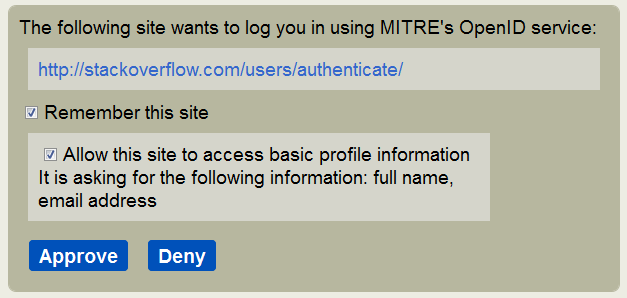 The following site wants to log you in using MITRE's OpenID service:
http://stackoverflow.com/users/authenticate/
Remember this site
Allow this site to access basic profile information
It is asking for the following information: full name,
email address
Approve Deny